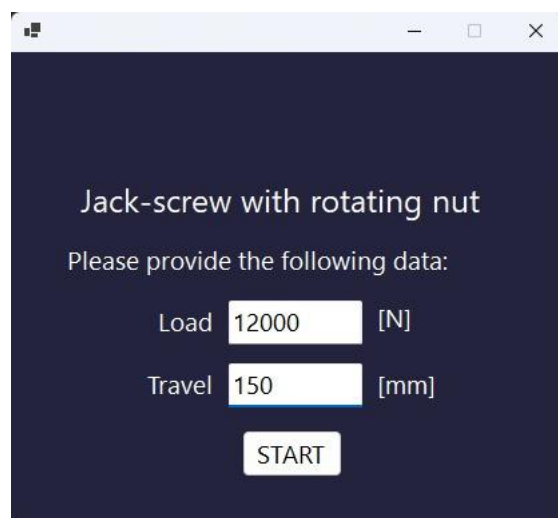 Jack-screw with rotating nut
Please provide the following data:
Load 12000 [N]
Travel 150 [mm]
START